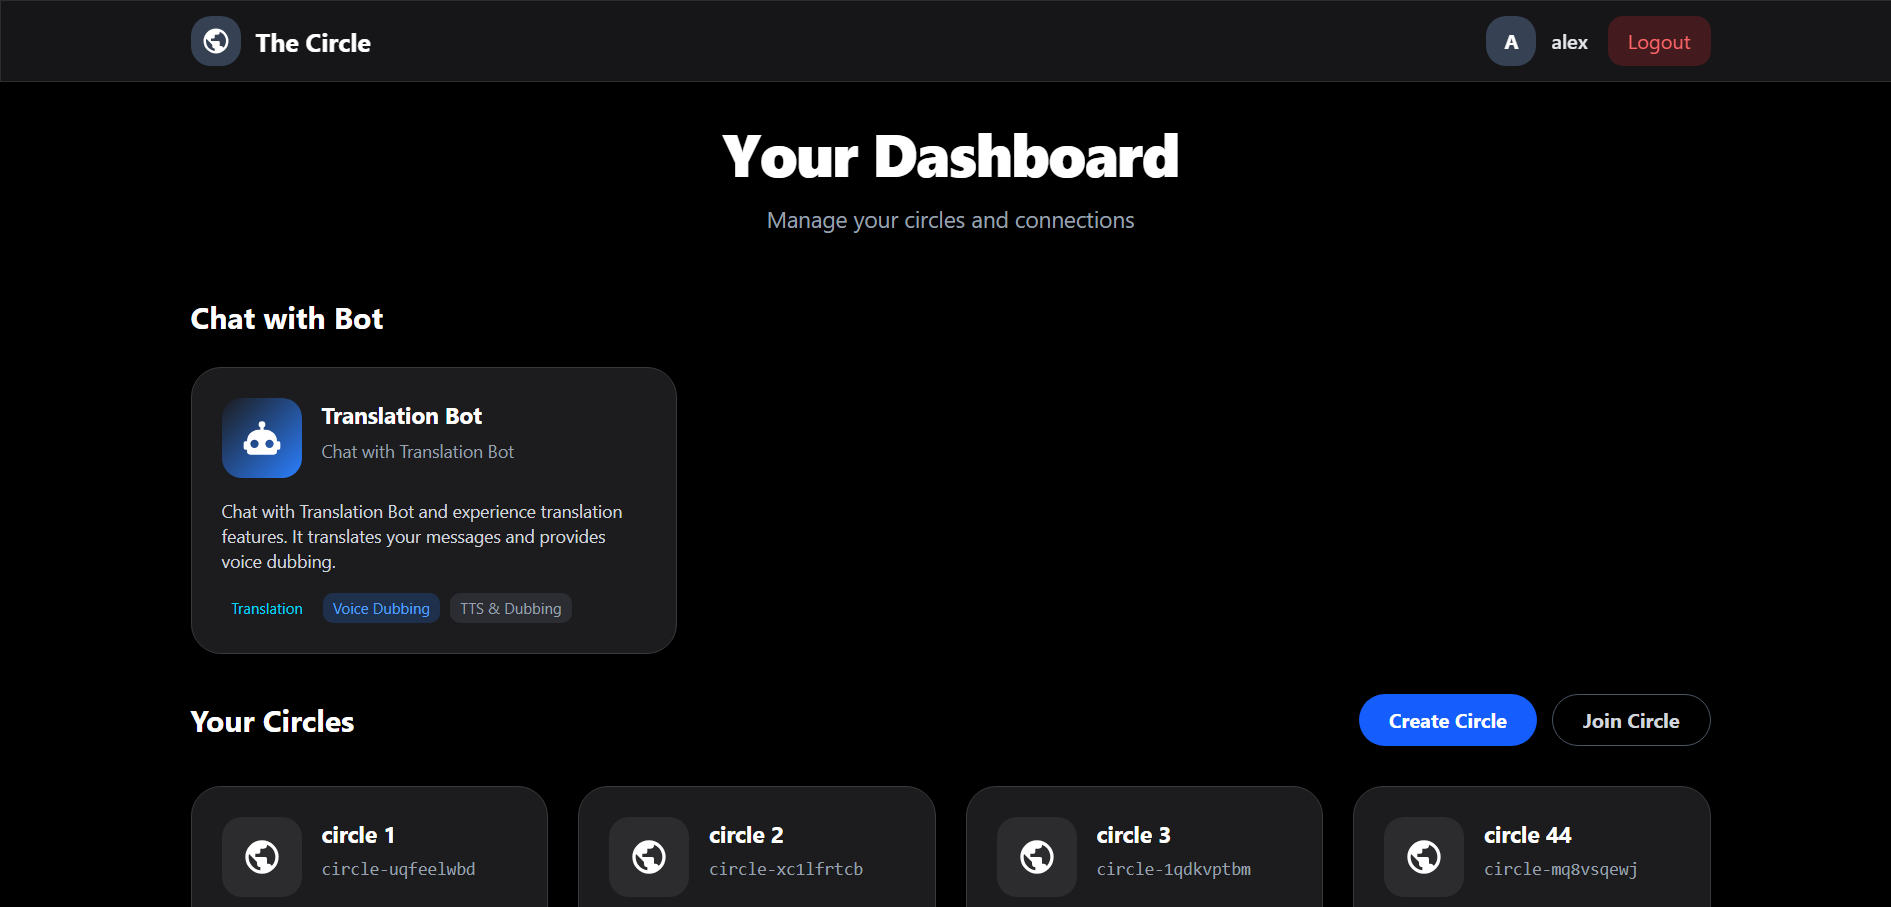 The Circle
A
alex
Logout
Your Dashboard
Manage your circles and connections
Chat with Bot
Translation Bot
Chat with Translation Bot
Chat with Translation Bot and experience translation
features. It translates your messages and provides
voice dubbing.
Translation
Voice Dubbing
TTS & Dubbing
Your Circles
Create Circle
Join Circle
circle 1
circle-uqfeelwbd
circle 2
circle-xc1lfrtcb
circle 3
circle-1qdkvptbm
circle 44
circle-mq8vsqewj